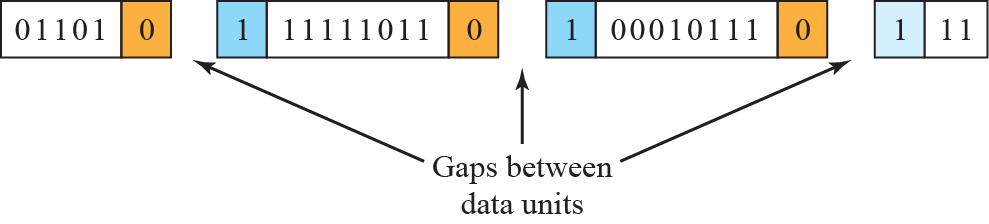 01101 0 1 11111011 0 1 00010111 0 1 11
Gaps between
data units